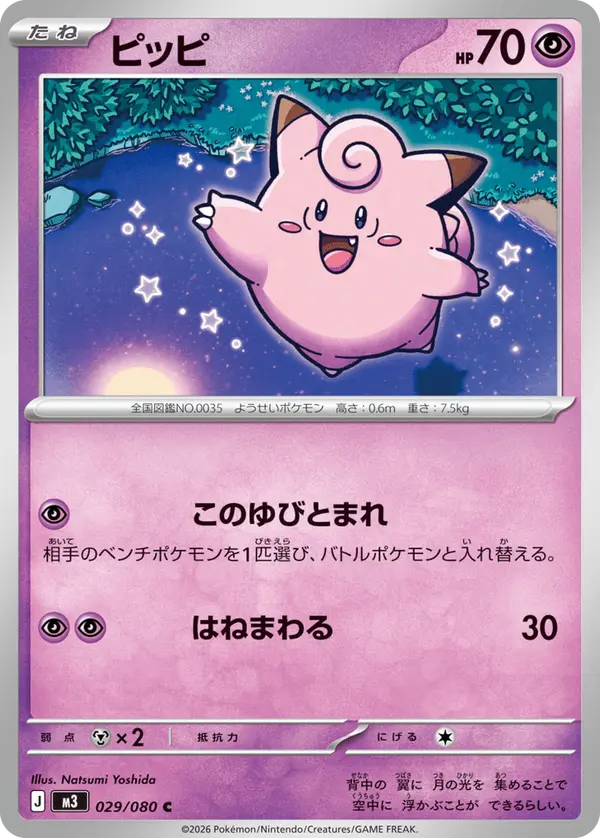 たね ピッピ HP70
全国図鑑NO.0035 ようせいポケモン 高さ:0.6m 重さ:7.5kg
このゆびとまれ
相手のベンチポケモンを1匹選び、バトルポケモンと入れ替える。
はねまわる 30
弱点 ×2 抵抗力 にげる
Illus. Natsumi Yoshida
J M3 029/080 C
背中の翼に月の光を集めることで
空中に浮かぶことができるらしい。
©2026 Pokémon/Nintendo/Creatures/GAME FREAK.